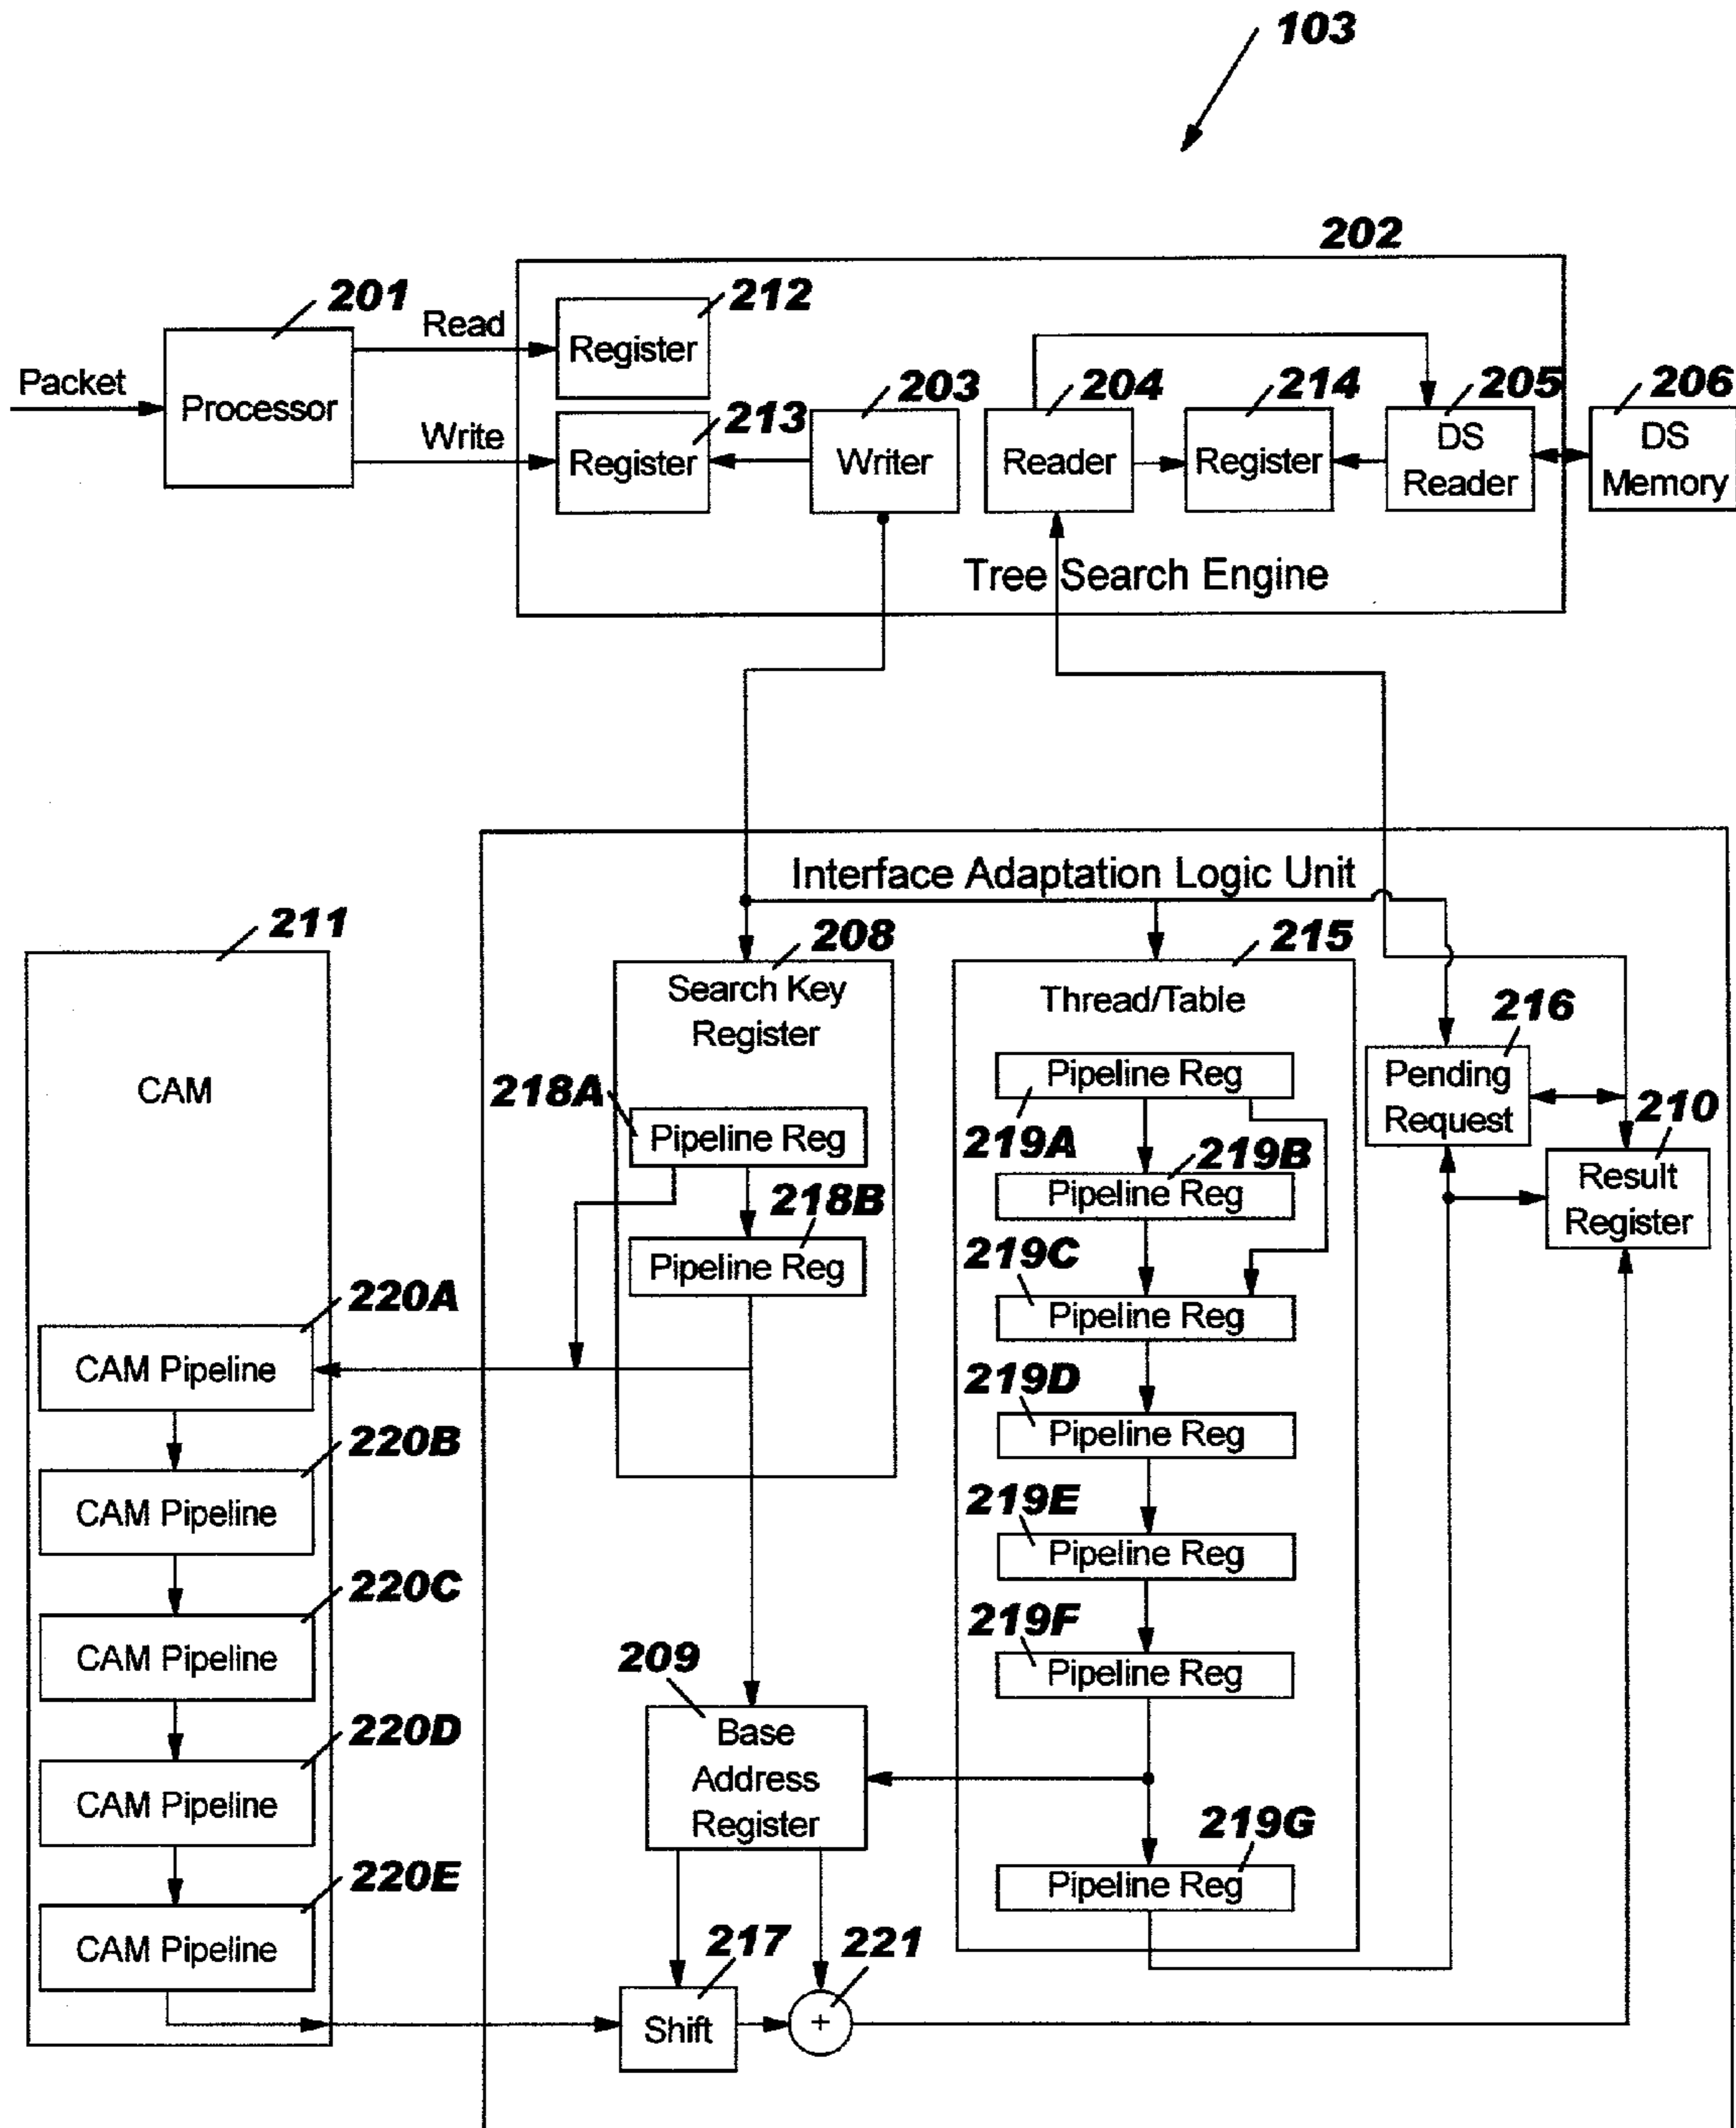 103
202
201
212
Read
Register
Packet
Processor
203
204
214
205
206
213
Write
Register
Writer
Reader
Register
DS
Reader
DS
Memory
Tree Search Engine
Interface Adaptation Logic Unit
211
208
215
Search Key
Register
Thread/Table
216
CAM
Pending
Request
218A
Pipeline Reg
Pipeline Reg
219A
219B
210
Result
Register
218B
Pipeline Reg
Pipeline Reg
219C
220A
Pipeline Reg
CAM Pipeline
219D
Pipeline Reg
220B
CAM Pipeline
219E
Pipeline Reg
220C
CAM Pipeline
219F
Pipeline Reg
209
Base
Address
Register
220D
CAM Pipeline
219G
Pipeline Reg
220E
CAM Pipeline
217
221
Shift
+